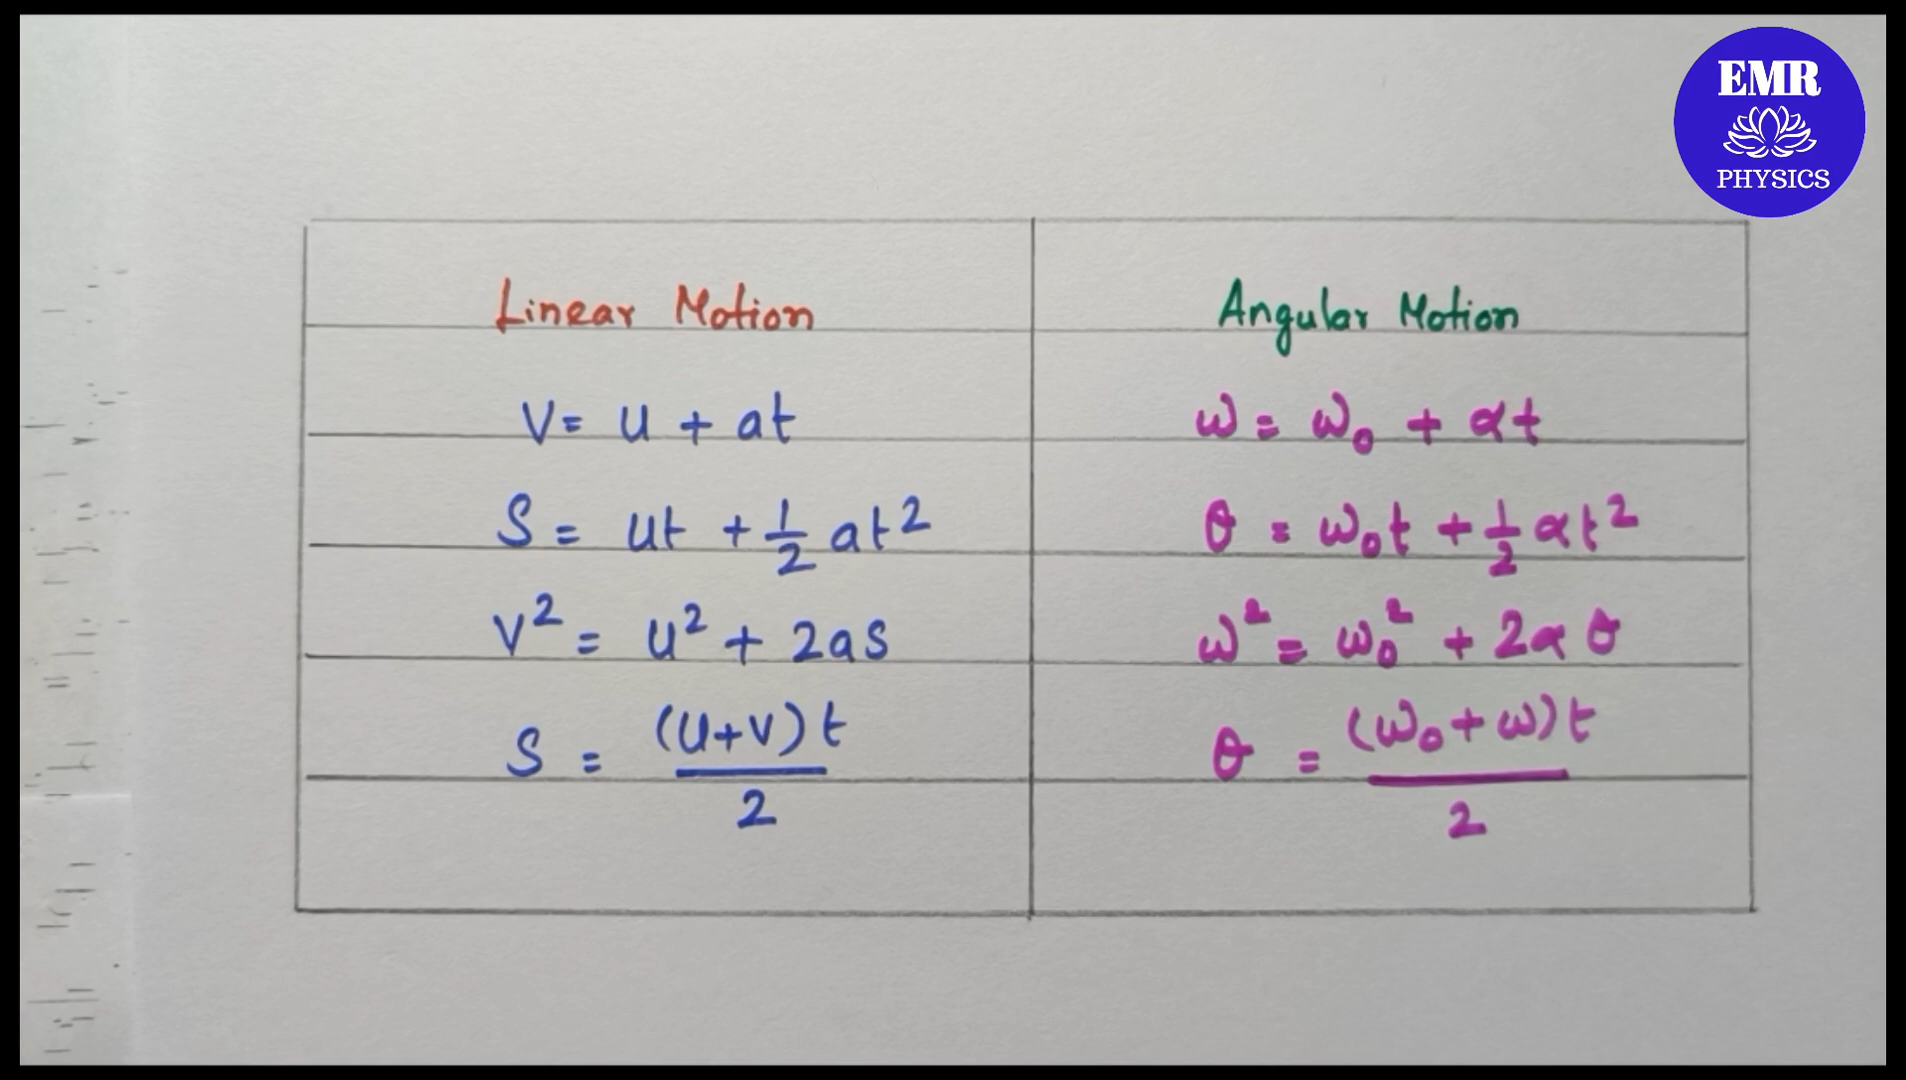 EMR
PHYSICS
Linear Motion
Angular Motion
V = u + at
ω = ω₀ + αt
S = ut + 1/2 at²
θ = ω₀t + 1/2 αt²
V² = u² + 2as
ω² = ω₀² + 2αθ
S = (u+v)t / 2
θ = (ω₀+ω)t / 2